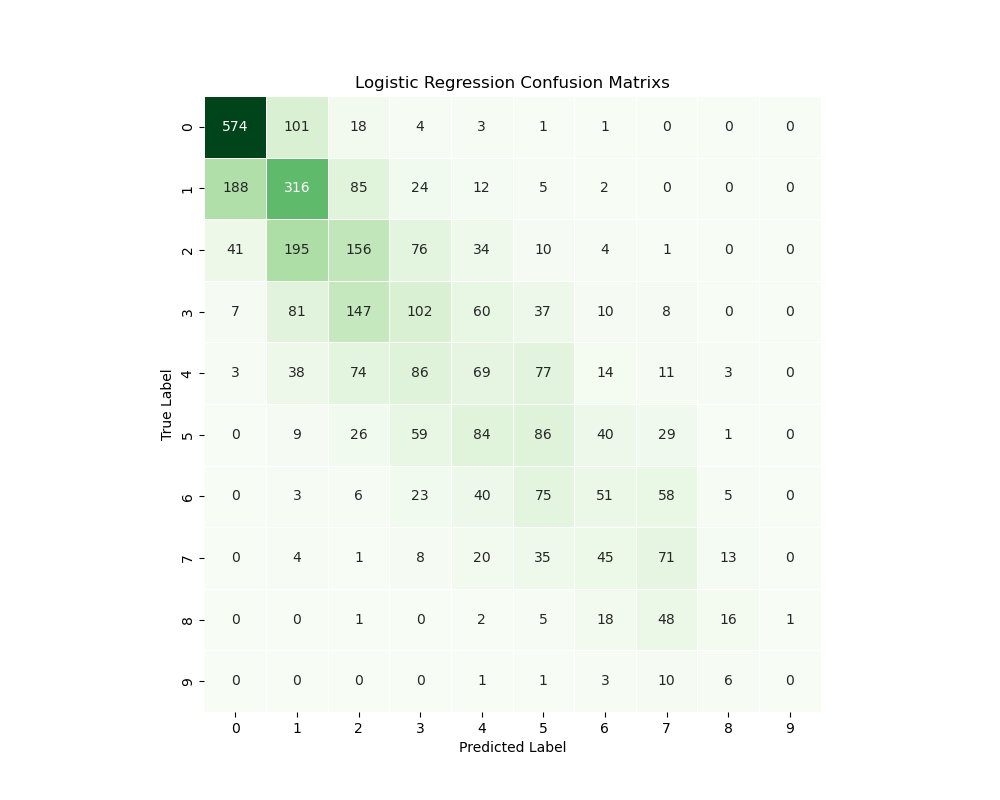 Logistic Regression Confusion Matrixs
True Label
0 574 101 18 4 3 1 1 0 0 0
1 188 316 85 24 12 5 2 0 0 0
2 41 195 156 76 34 10 4 1 0 0
3 7 81 147 102 60 37 10 8 0 0
4 3 38 74 86 69 77 14 11 3 0
5 0 9 26 59 84 86 40 29 1 0
6 0 3 6 23 40 75 51 58 5 0
7 0 4 1 8 20 35 45 71 13 0
8 0 0 1 0 2 5 18 48 16 1
9 0 0 0 0 1 1 3 10 6 0
0 1 2 3 4 5 6 7 8 9
Predicted Label